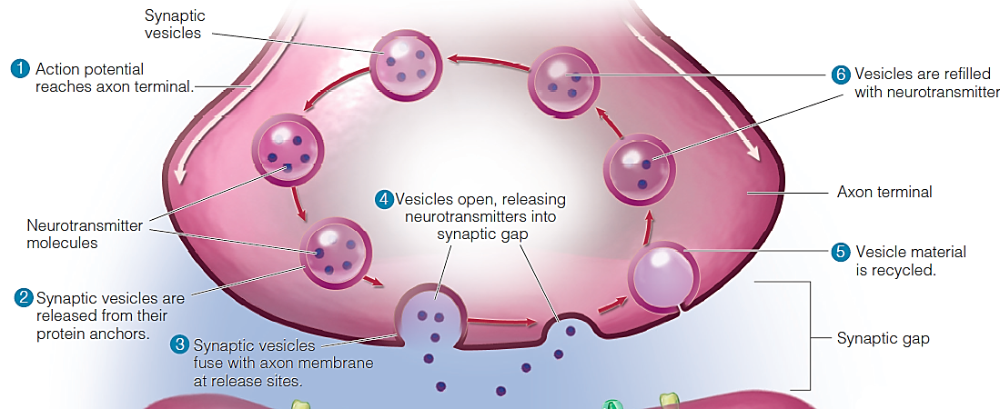 Synaptic
vesicles
1 Action potential
reaches axon terminal.
Neurotransmitter
molecules
2 Synaptic vesicles are
released from their
protein anchors.
3 Synaptic vesicles
fuse with axon membrane
at release sites.
4 Vesicles open, releasing
neurotransmitters into
synaptic gap
6 Vesicles are refilled
with neurotransmitter
Axon terminal
5 Vesicle material
is recycled.
Synaptic gap